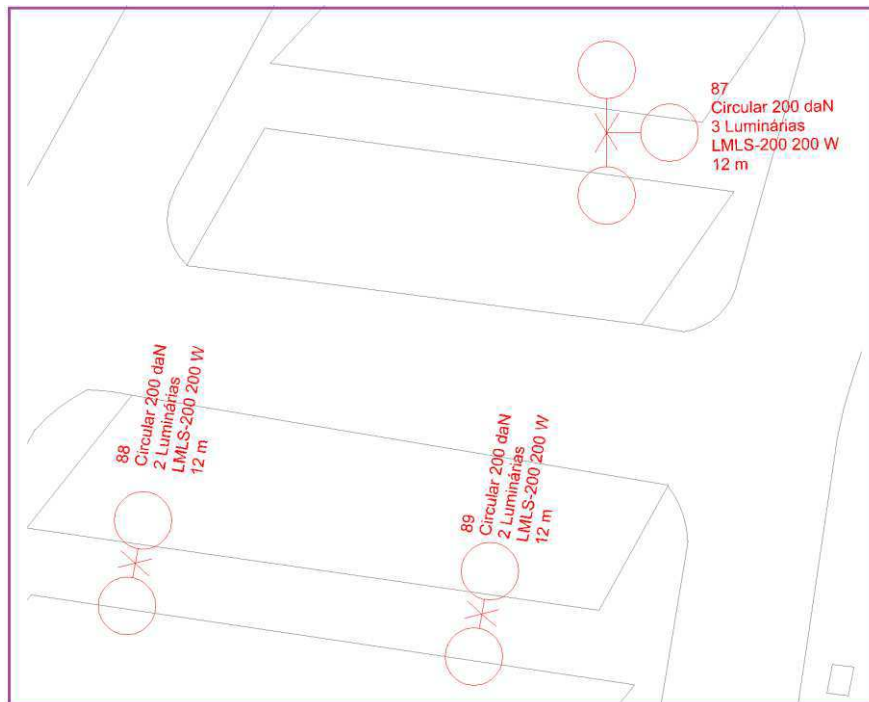 87
Circular 200 daN
3 Luminárias
LMLS-200 200 W
12 m
88
Circular 200 daN
2 Luminárias
LMLS-200 200 W
12 m
89
Circular 200 daN
2 Luminárias
LMLS-200 200 W
12 m